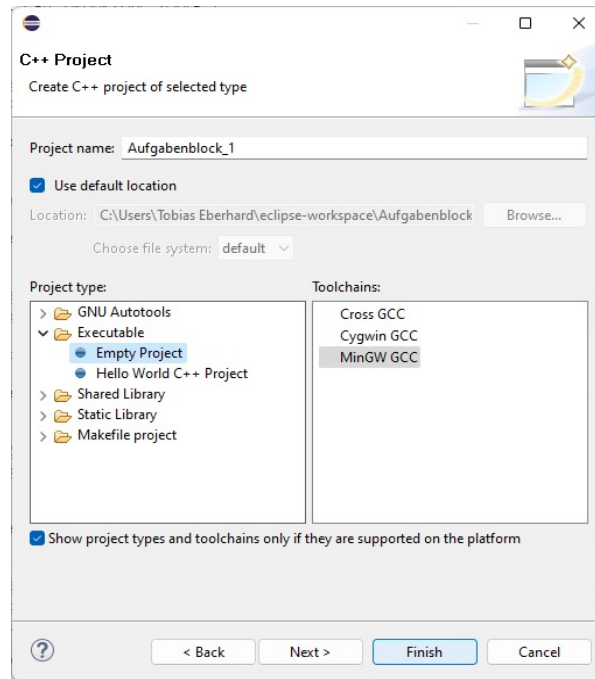 C++ Project
Create C++ project of selected type
Project name: Aufgabenblock_1
Use default location
Location: C:\Users\Tobias Eberhard\eclipse-workspace\Aufgabenblock Browse...
Choose file system: default
Project type:
GNU Autotools
Executable
Empty Project
Hello World C++ Project
Shared Library
Static Library
Makefile project
Toolchains:
Cross GCC
Cygwin GCC
MinGW GCC
Show project types and toolchains only if they are supported on the platform
? < Back Next > Finish Cancel